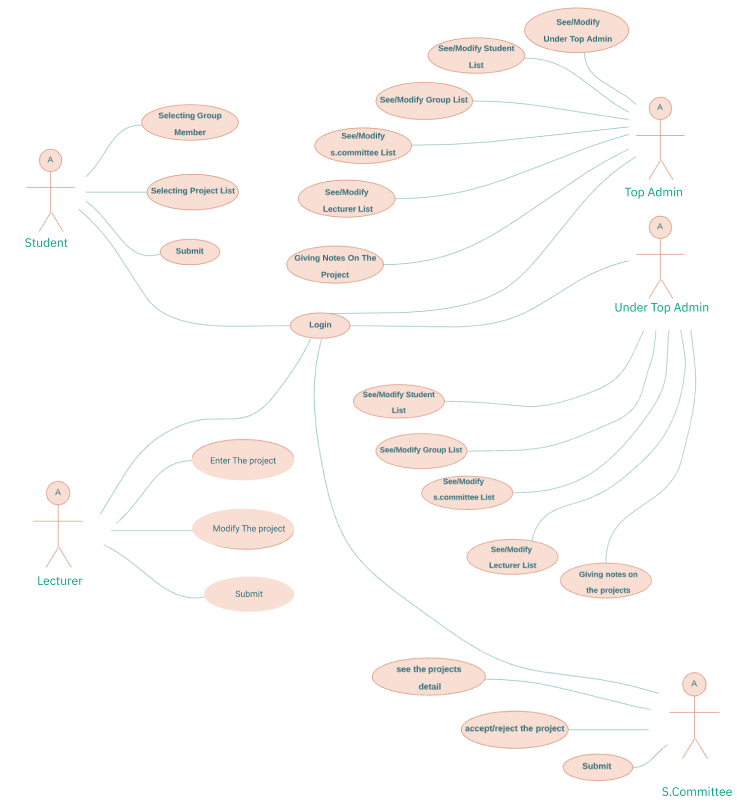 See/Modify
Under Top Admin
See/Modify Student
List
See/Modify Group List
A
Selecting Group
Member
See/Modify
s.committee List
A
Top Admin
Selecting Project List
See/Modify
Lecturer List
A
Student
Submit
Giving Notes On The
Project
Under Top Admin
Login
See/Modify Student
List
See/Modify Group List
Enter The project
See/Modify
s.committee List
A
Modify The project
See/Modify
Lecturer List
Lecturer
Giving notes on
the projects
Submit
see the projects
detail
A
accept/reject the project
Submit
S.Committee